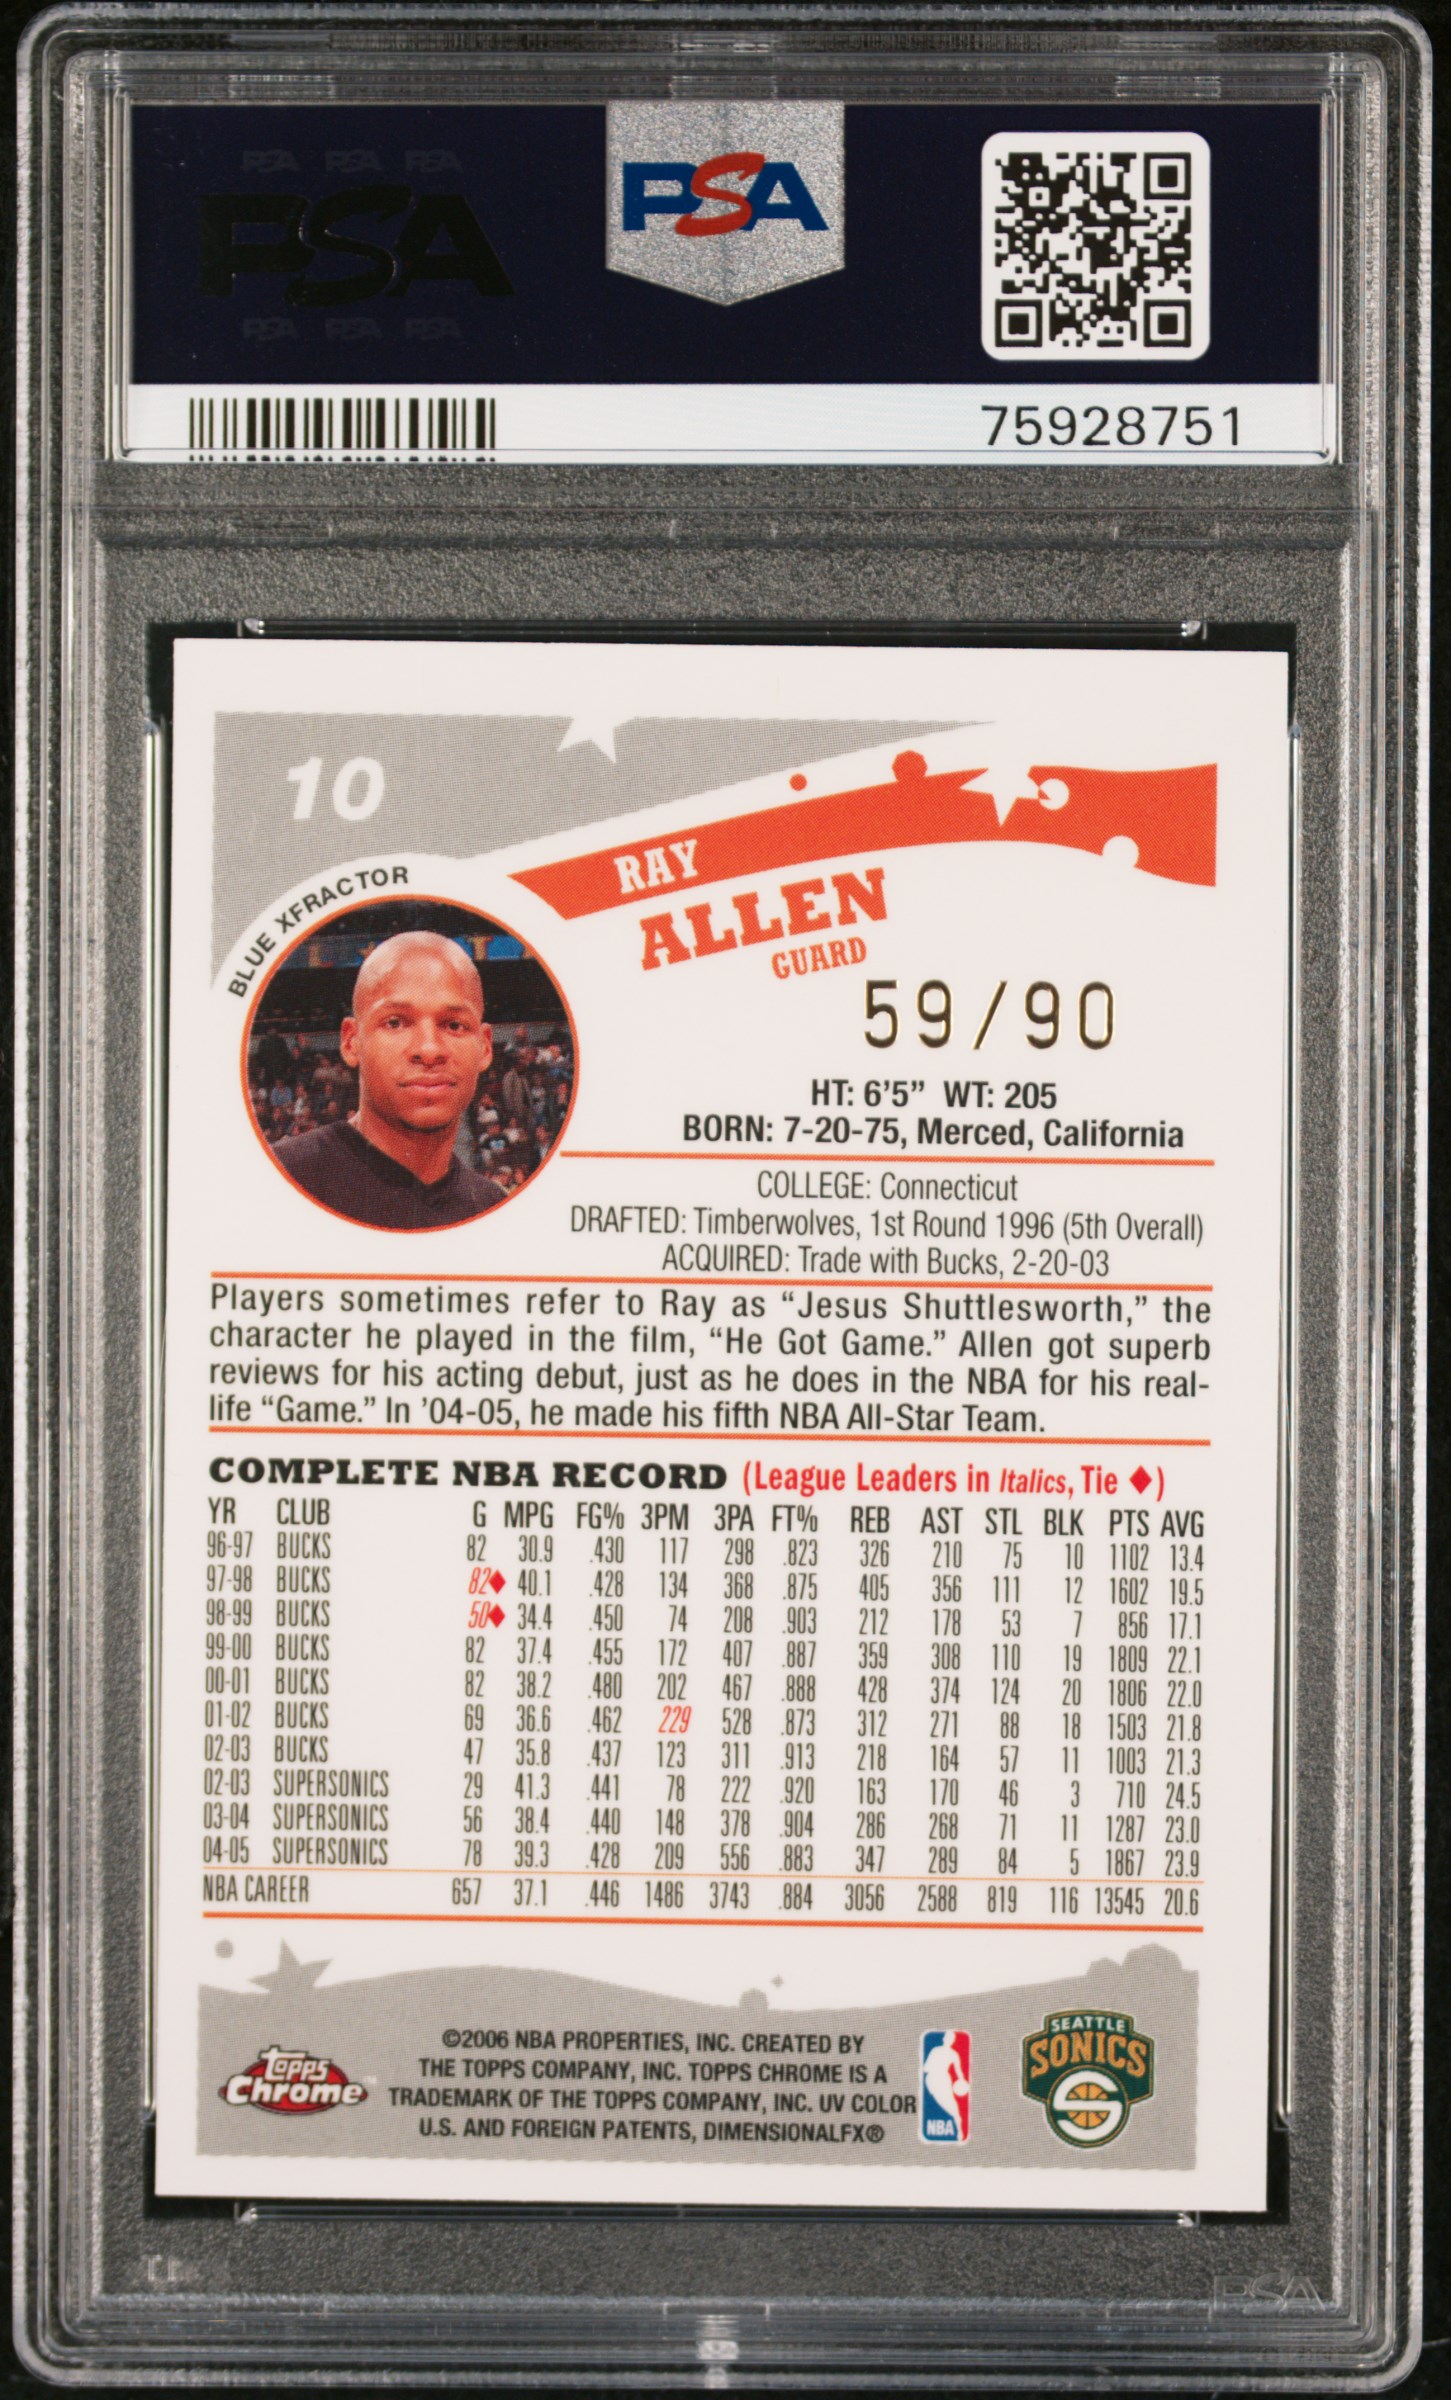 PSA PSA PSA
PSA
PSA PSA PSA
PSA
75928751
10
BLUE XFRACTOR
RAY
ALLEN
GUARD
59/90
HT: 6'5” WT: 205
BORN: 7-20-75, Merced, California
COLLEGE: Connecticut
DRAFTED: Timberwolves, 1st Round 1996 (5th Overall)
ACQUIRED: Trade with Bucks, 2-20-03
Players sometimes refer to Ray as “Jesus Shuttlesworth,” the
character he played in the film, “He Got Game.” Allen got superb
reviews for his acting debut, just as he does in the NBA for his real-
life “Game.” In ’04-05, he made his fifth NBA All-Star Team.
COMPLETE NBA RECORD (League Leaders in Italics, Tie ♦)
YR CLUB G MPG FG% 3PM 3PA FT% REB AST STL BLK PTS AVG
96-97 BUCKS 82 30.9 .430 117 298 .823 326 210 75 10 1102 13.4
97-98 BUCKS 82♦ 40.1 .428 134 368 .875 405 356 111 12 1602 19.5
98-99 BUCKS 50♦ 34.4 .450 74 208 .903 212 178 53 7 856 17.1
99-00 BUCKS 82 37.4 .455 172 407 .887 359 308 110 19 1809 22.1
00-01 BUCKS 82 38.2 .480 202 467 .888 428 374 124 20 1806 22.0
01-02 BUCKS 69 36.6 .462 229 528 .873 312 271 88 18 1503 21.8
02-03 BUCKS 47 35.8 .437 123 311 .913 218 164 57 11 1003 21.3
02-03 SUPERSONICS 29 41.3 .441 78 222 .920 163 170 46 3 710 24.5
03-04 SUPERSONICS 56 38.4 .440 148 378 .904 286 268 71 11 1287 23.0
04-05 SUPERSONICS 78 39.3 .428 209 556 .883 347 289 84 5 1867 23.9
NBA CAREER 657 37.1 .446 1486 3743 .884 3056 2588 819 116 13545 20.6
©2006 NBA PROPERTIES, INC. CREATED BY
THE TOPPS COMPANY, INC. TOPPS CHROME IS A
TRADEMARK OF THE TOPPS COMPANY, INC. UV COLOR
U.S. AND FOREIGN PATENTS, DIMENSIONALFX®
Topps
Chrome™
NBA
SEATTLE
SONICS
PSA